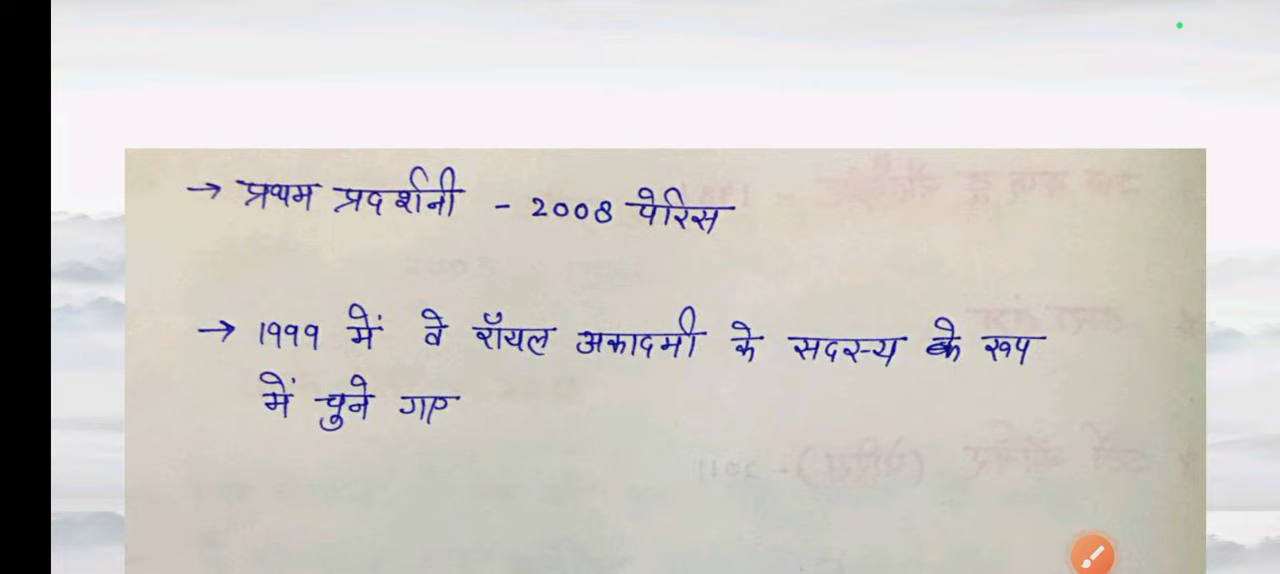 → प्रथम प्रदर्शनी - 2008 पेरिस
→ 1999 में वे रॉयल अकादमी के सदस्य के रूप
में चुने गए